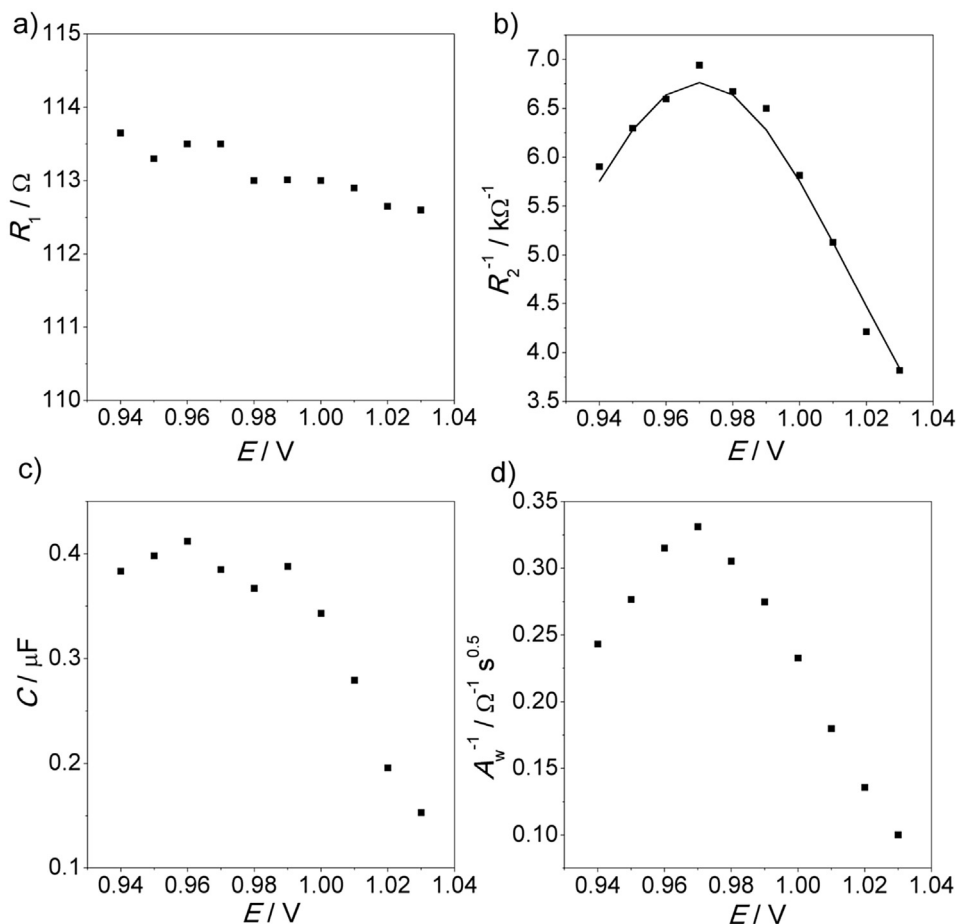 a)
115
114
113
112
111
110
R₁ / Ω
0.94 0.96 0.98 1.00 1.02 1.04
E / V
b)
7.0
6.5
6.0
5.5
5.0
4.5
4.0
3.5
R₂⁻¹ / kΩ⁻¹
0.94 0.96 0.98 1.00 1.02 1.04
E / V
c)
0.4
0.3
0.2
0.1
C / μF
0.94 0.96 0.98 1.00 1.02 1.04
E / V
d)
0.35
0.30
0.25
0.20
0.15
0.10
A_w⁻¹ / Ω⁻¹ s⁰·⁵
0.94 0.96 0.98 1.00 1.02 1.04
E / V